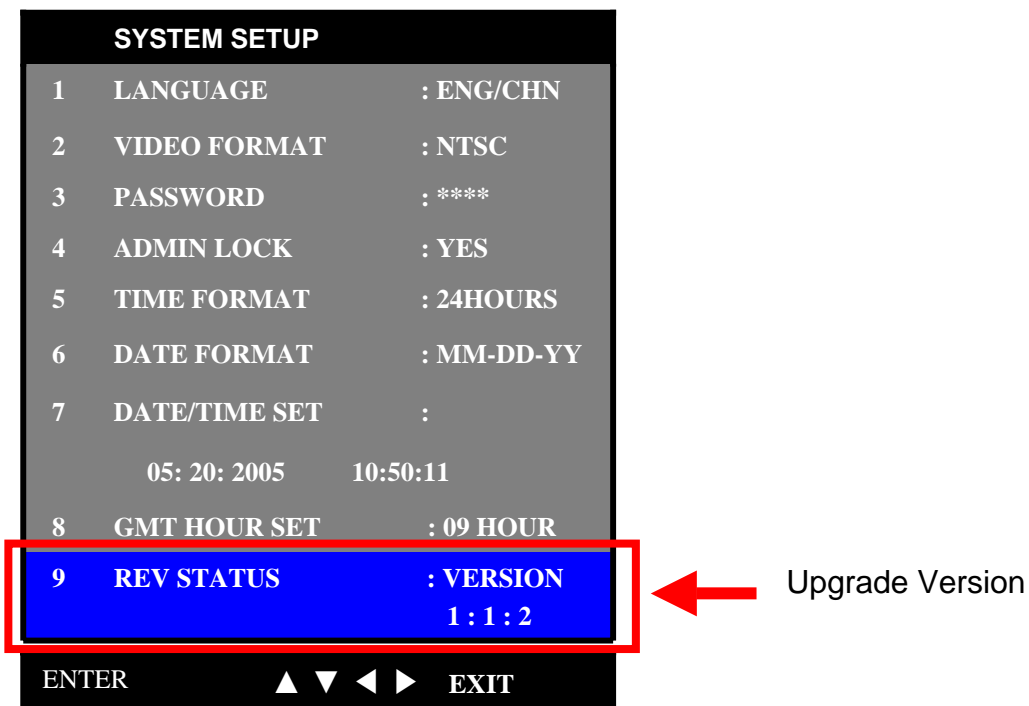 SYSTEM SETUP
1 LANGUAGE : ENG/CHN
2 VIDEO FORMAT : NTSC
3 PASSWORD : ****
4 ADMIN LOCK : YES
5 TIME FORMAT : 24HOURS
6 DATE FORMAT : MM-DD-YY
7 DATE/TIME SET :
05: 20: 2005 10:50:11
8 GMT HOUR SET : 09 HOUR
9 REV STATUS : VERSION
1 : 1 : 2
Upgrade Version
ENTER ▲ ▼ ◀ ▶ EXIT